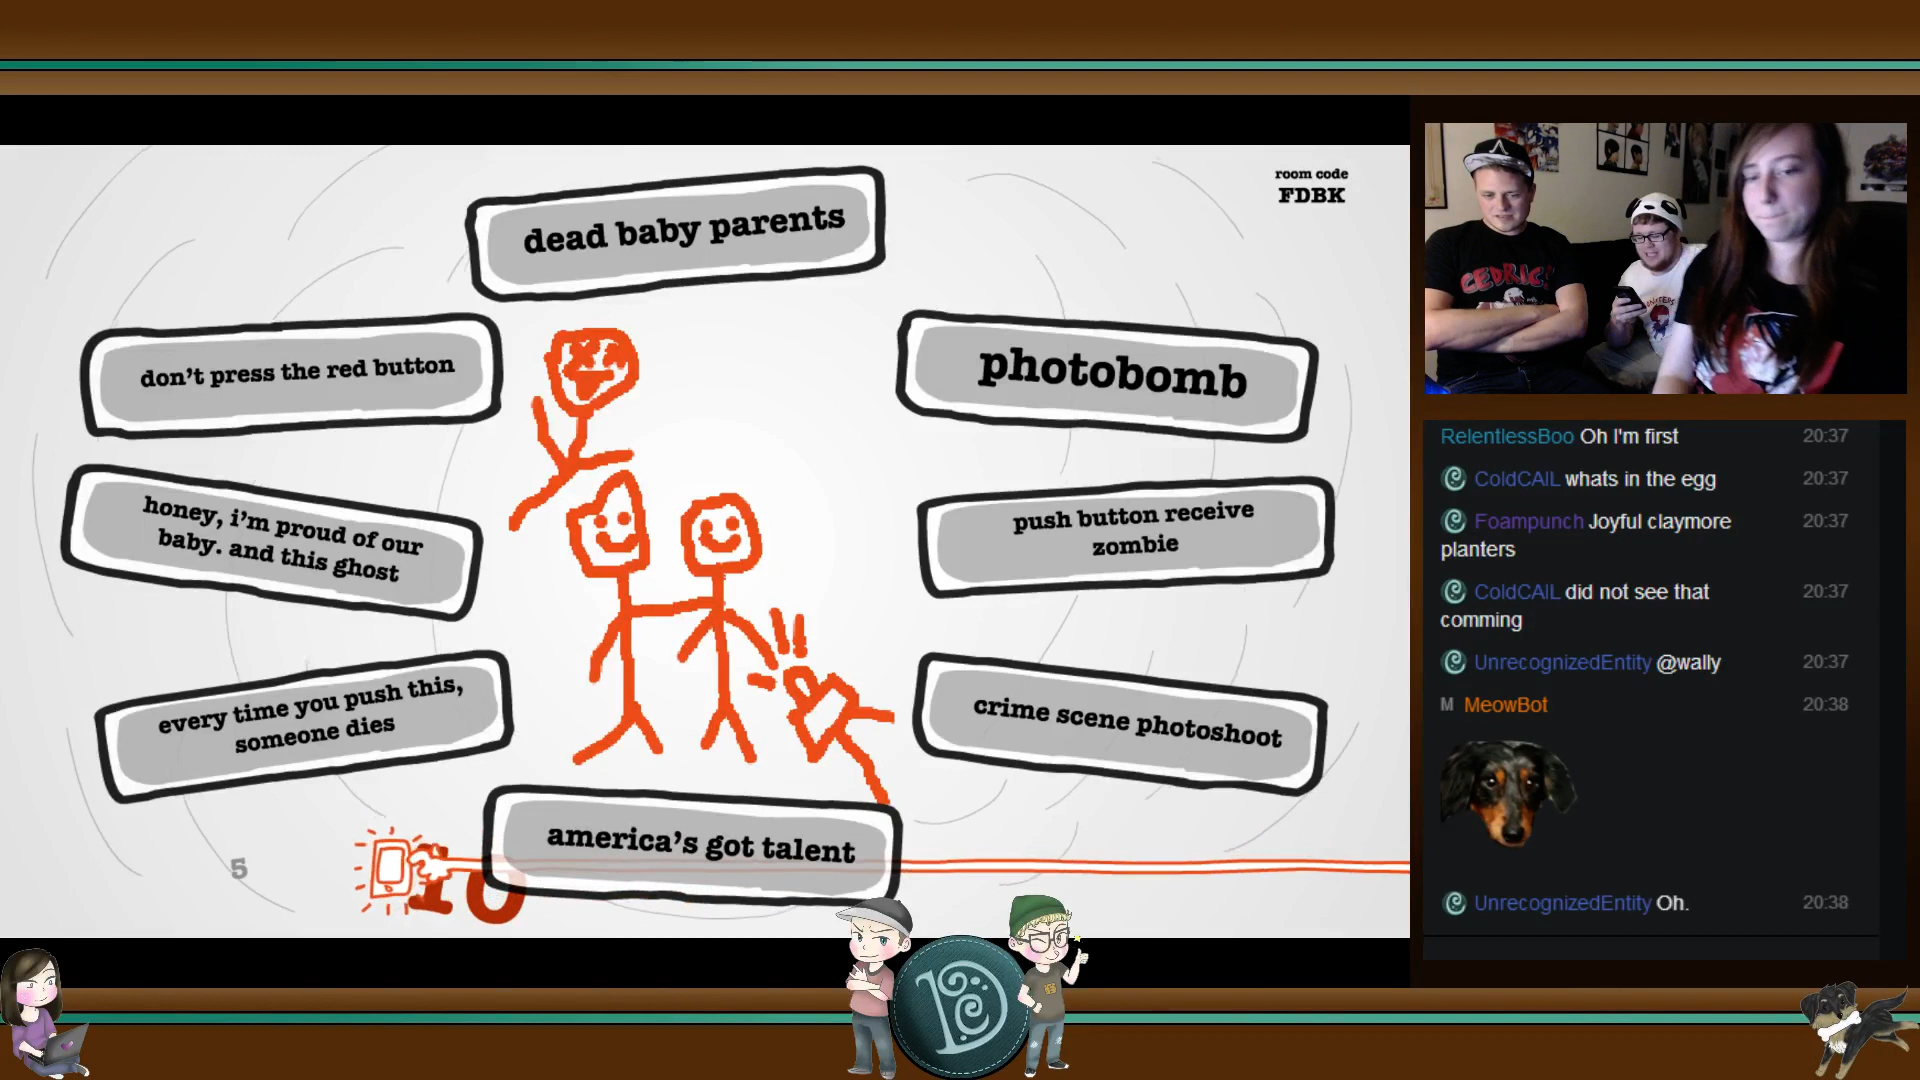 room code
FDBK
dead baby parents
don't press the red button
photobomb
honey, i'm proud of our
baby. and this ghost
push button receive
zombie
every time you push this,
someone dies
crime scene photoshoot
america's got talent
5
10
CEDRIC
RelentlessBoo Oh I'm first 20:37
ColdCAIL whats in the egg 20:37
Foampunch Joyful claymore 20:37
planters
ColdCAIL did not see that 20:37
comming
UnrecognizedEntity @wally 20:37
M MeowBot 20:38
UnrecognizedEntity Oh. 20:38
D